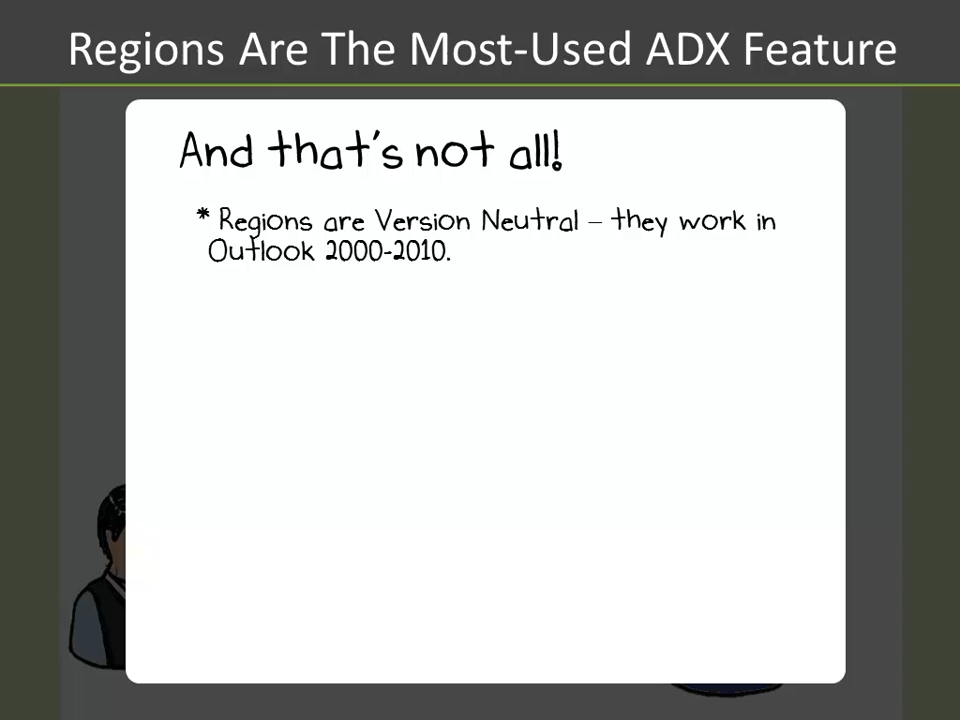 Regions Are The Most-Used ADX Feature
And that's not all!
* Regions are Version Neutral – they work in
Outlook 2000-2010.